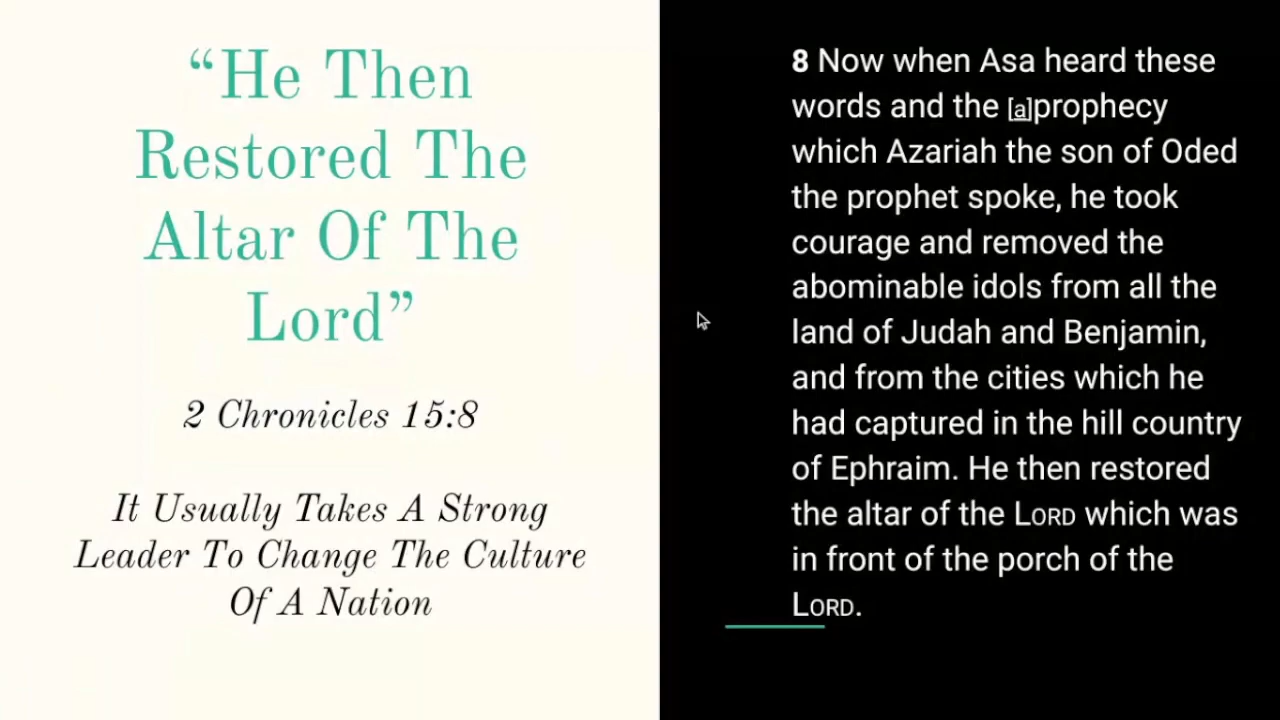 “He Then
Restored The
Altar Of The
Lord”
2 Chronicles 15:8
It Usually Takes A Strong
Leader To Change The Culture
Of A Nation
8 Now when Asa heard these
words and the [a]prophecy
which Azariah the son of Oded
the prophet spoke, he took
courage and removed the
abominable idols from all the
land of Judah and Benjamin,
and from the cities which he
had captured in the hill country
of Ephraim. He then restored
the altar of the LORD which was
in front of the porch of the
LORD.